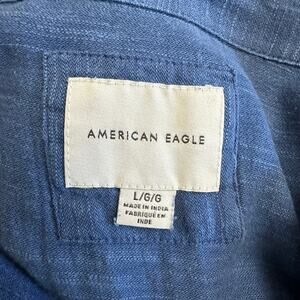 AMERICAN EAGLE
L/G/G
MADE IN INDIA
FABRIQUÉ EN
INDE